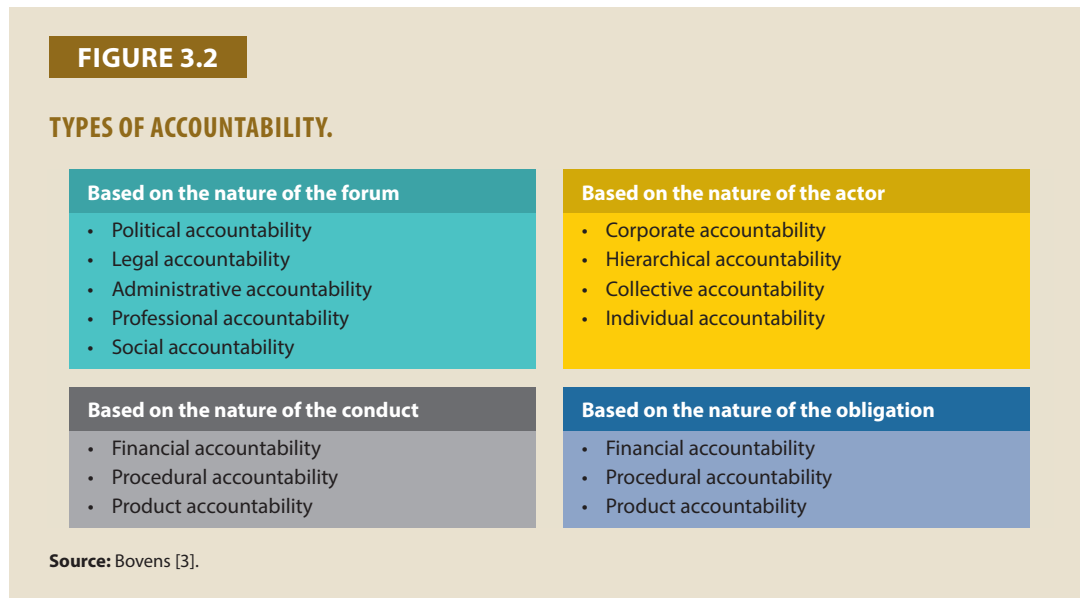 FIGURE 3.2
TYPES OF ACCOUNTABILITY.
Based on the nature of the forum
• Political accountability
• Legal accountability
• Administrative accountability
• Professional accountability
• Social accountability
Based on the nature of the actor
• Corporate accountability
• Hierarchical accountability
• Collective accountability
• Individual accountability
Based on the nature of the conduct
• Financial accountability
• Procedural accountability
• Product accountability
Based on the nature of the obligation
• Financial accountability
• Procedural accountability
• Product accountability
Source: Bovens [3].